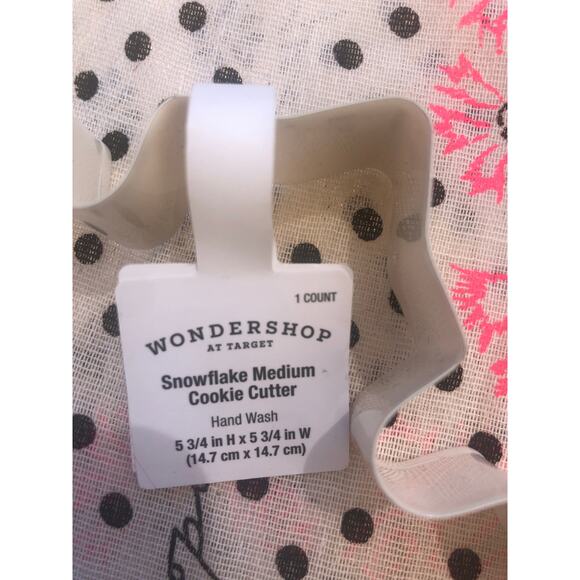 1 COUNT
WONDERSHOP
AT TARGET
Snowflake Medium
Cookie Cutter
Hand Wash
5 3/4 in H x 5 3/4 in W
(14.7 cm x 14.7 cm)